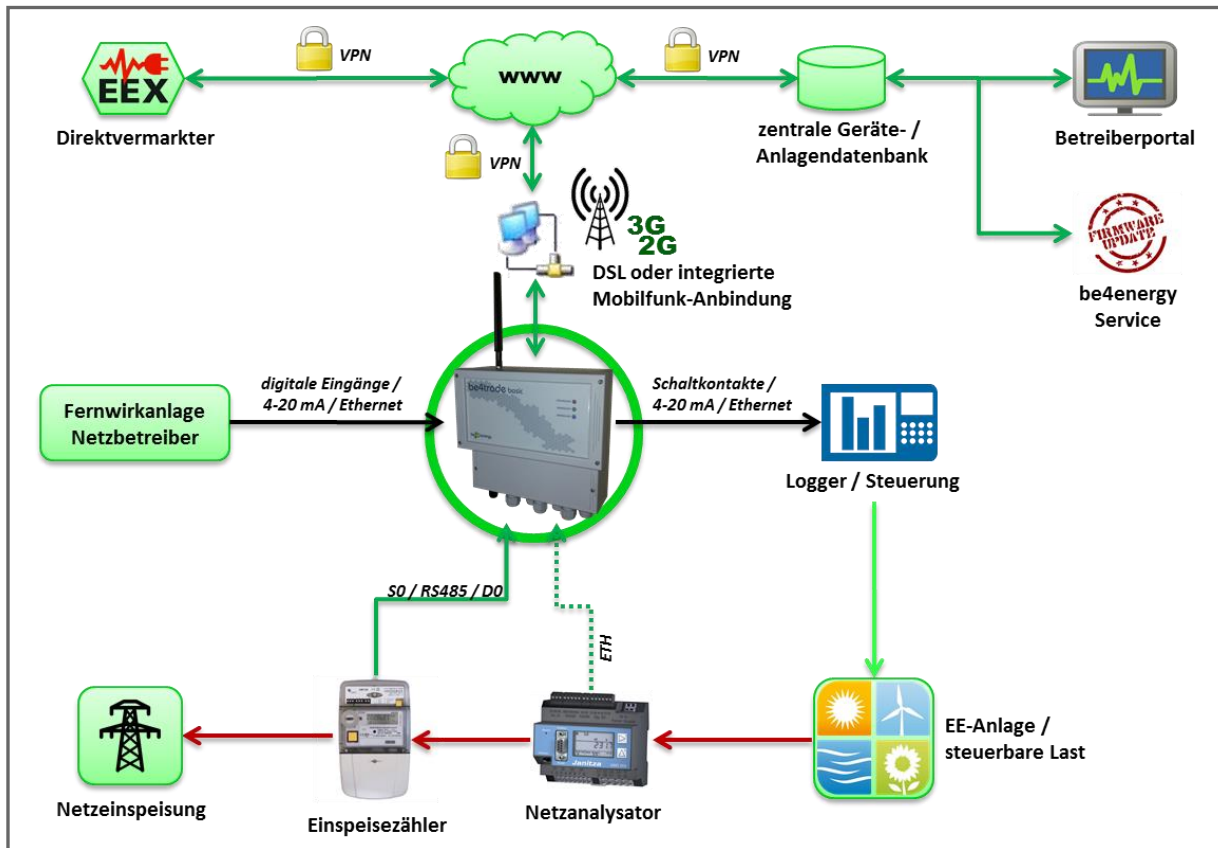 VPN
VPN
EEX
www
Direktvermarkter
zentrale Geräte- /
Anlagendatenbank
Betreiberportal
VPN
3G
2G
FIRMWARE
UPDATE
DSL oder integrierte
Mobilfunk-Anbindung
be4energy
Service
digitale Eingänge /
4-20 mA / Ethernet
Schaltkontakte /
4-20 mA / Ethernet
be4trade basic
Fernwirkanlage
Netzbetreiber
Logger / Steuerung
S0 / RS485 / D0
ETH
EE-Anlage /
steuerbare Last
Janitza
Netzeinspeisung
Einspeisezähler
Netzanalysator